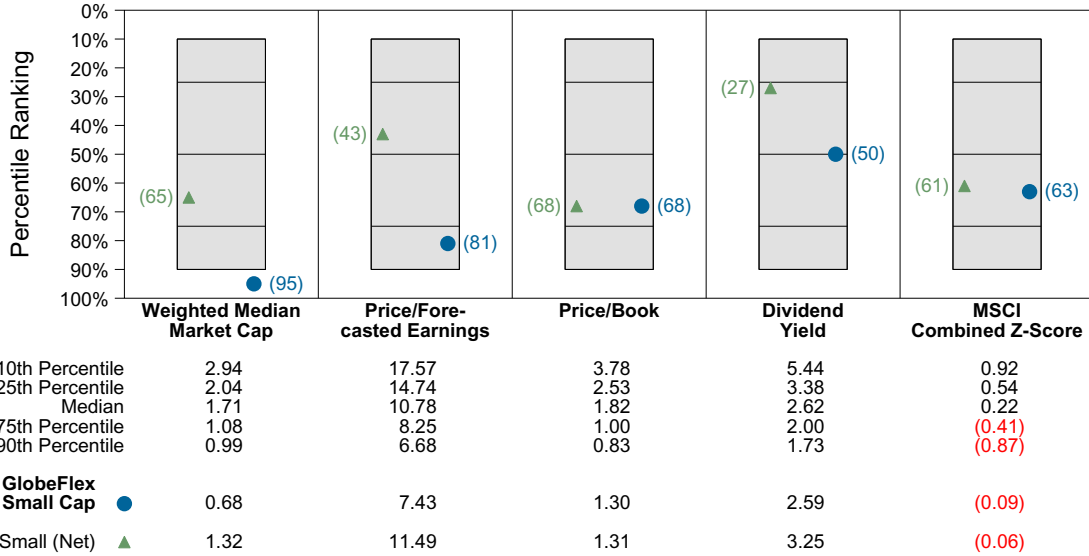 Percentile Ranking
0%
10%
20%
30%
40%
50%
60%
70%
80%
90%
100%
(65)
(95)
(43)
(81)
(68)
(68)
(27)
(50)
(61)
(63)
Weighted Median
Market Cap
Price/Fore-
casted Earnings
Price/Book
Dividend
Yield
MSCI
Combined Z-Score
10th Percentile 2.94 17.57 3.78 5.44 0.92
25th Percentile 2.04 14.74 2.53 3.38 0.54
Median 1.71 10.78 1.82 2.62 0.22
75th Percentile 1.08 8.25 1.00 2.00 (0.41)
90th Percentile 0.99 6.68 0.83 1.73 (0.87)
GlobeFlex
Small Cap 0.68 7.43 1.30 2.59 (0.09)
Small (Net) 1.32 11.49 1.31 3.25 (0.06)